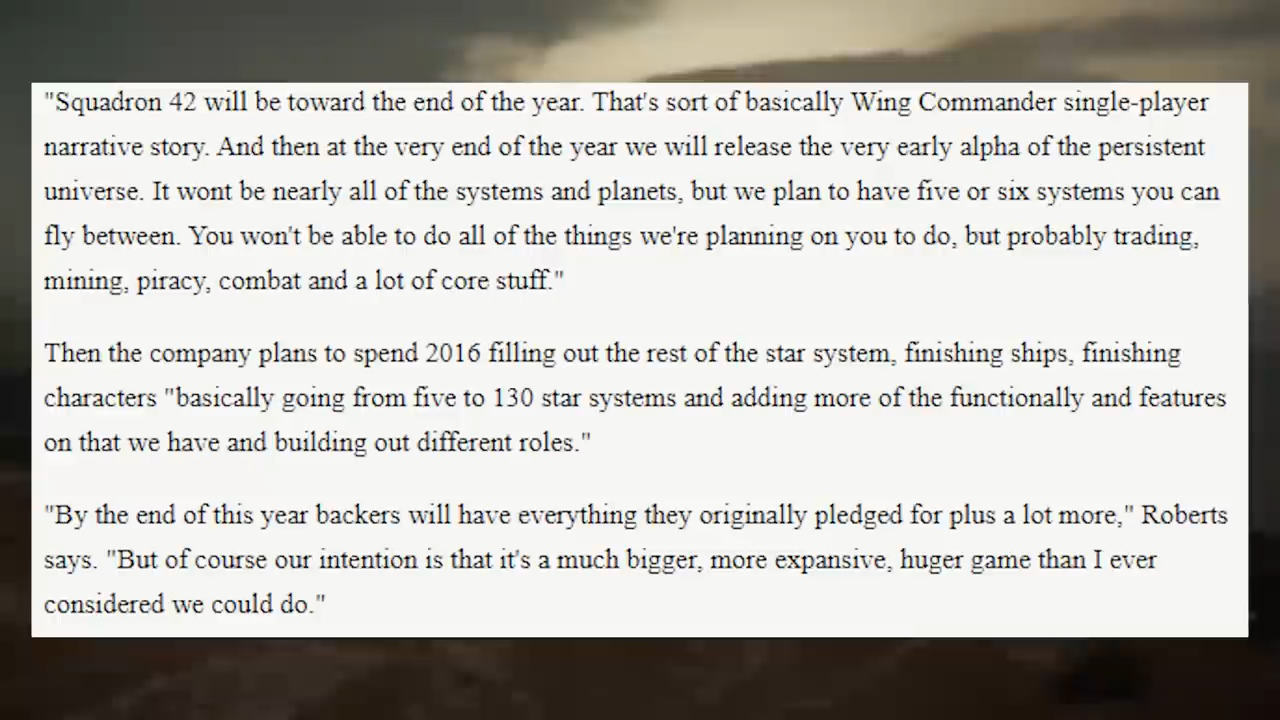 "Squadron 42 will be toward the end of the year. That's sort of basically Wing Commander single-player
narrative story. And then at the very end of the year we will release the very early alpha of the persistent
universe. It wont be nearly all of the systems and planets, but we plan to have five or six systems you can
fly between. You won't be able to do all of the things we're planning on you to do, but probably trading,
mining, piracy, combat and a lot of core stuff."
Then the company plans to spend 2016 filling out the rest of the star system, finishing ships, finishing
characters "basically going from five to 130 star systems and adding more of the functionally and features
on that we have and building out different roles."
"By the end of this year backers will have everything they originally pledged for plus a lot more," Roberts
says. "But of course our intention is that it's a much bigger, more expansive, huger game than I ever
considered we could do."